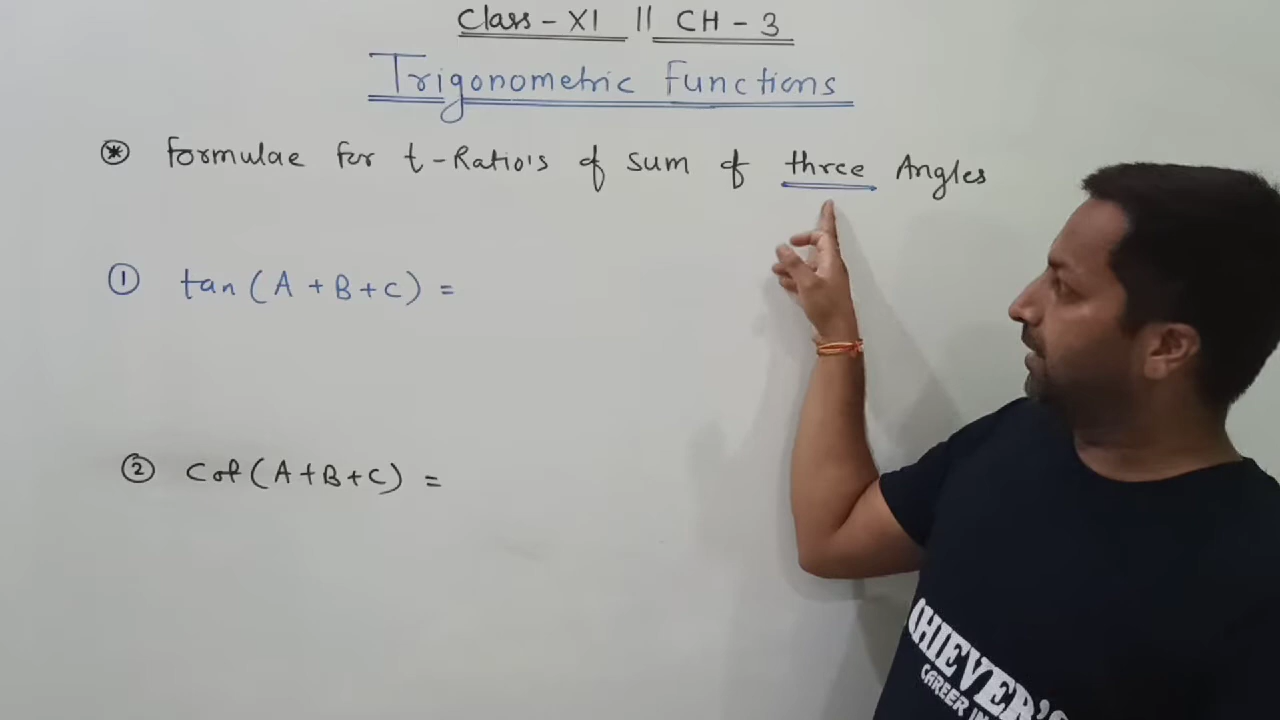 Class - XI || CH - 3
Trigonometric Functions
* Formulae for t-Ratio's of sum of three Angles
① tan(A+B+C) =
② Cot(A+B+C) =
CHIEVER'S
CAREER IN